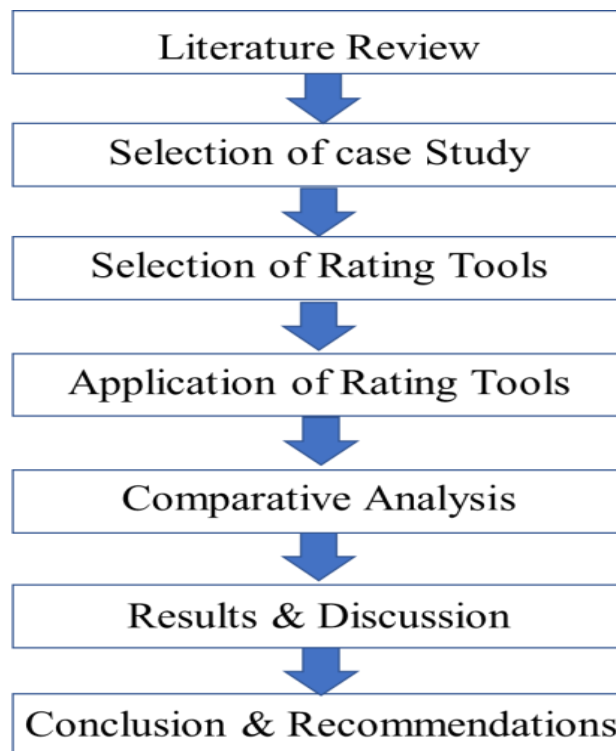 Literature Review
Selection of case Study
Selection of Rating Tools
Application of Rating Tools
Comparative Analysis
Results & Discussion
Conclusion & Recommendations